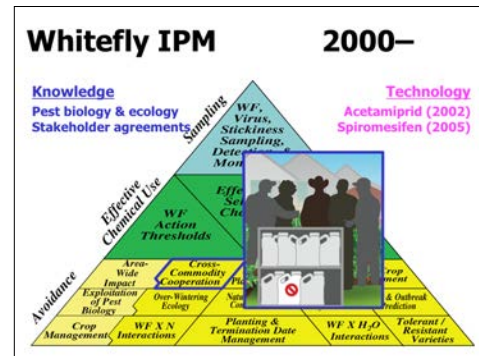 Whitefly IPM 2000–
Knowledge
Pest biology & ecology
Stakeholder agreements
Technology
Acetamiprid (2002)
Spiromesifen (2005)
Sampling
WF,
Virus,
Stickiness
Sampling,
Effective
Chemical Use
WF
Action
Thresholds
Avoidance
Area-
Wide
Impact
Cross-
Commodity
Cooperation
Exploitation
of Pest
Biology
Over-Wintering
Ecology
& Outbreak
Crop
Management
WF X N
Interactions
Planting &
Termination Date
Management
WF X H2O
Interactions
Tolerant /
Resistant
Varieties